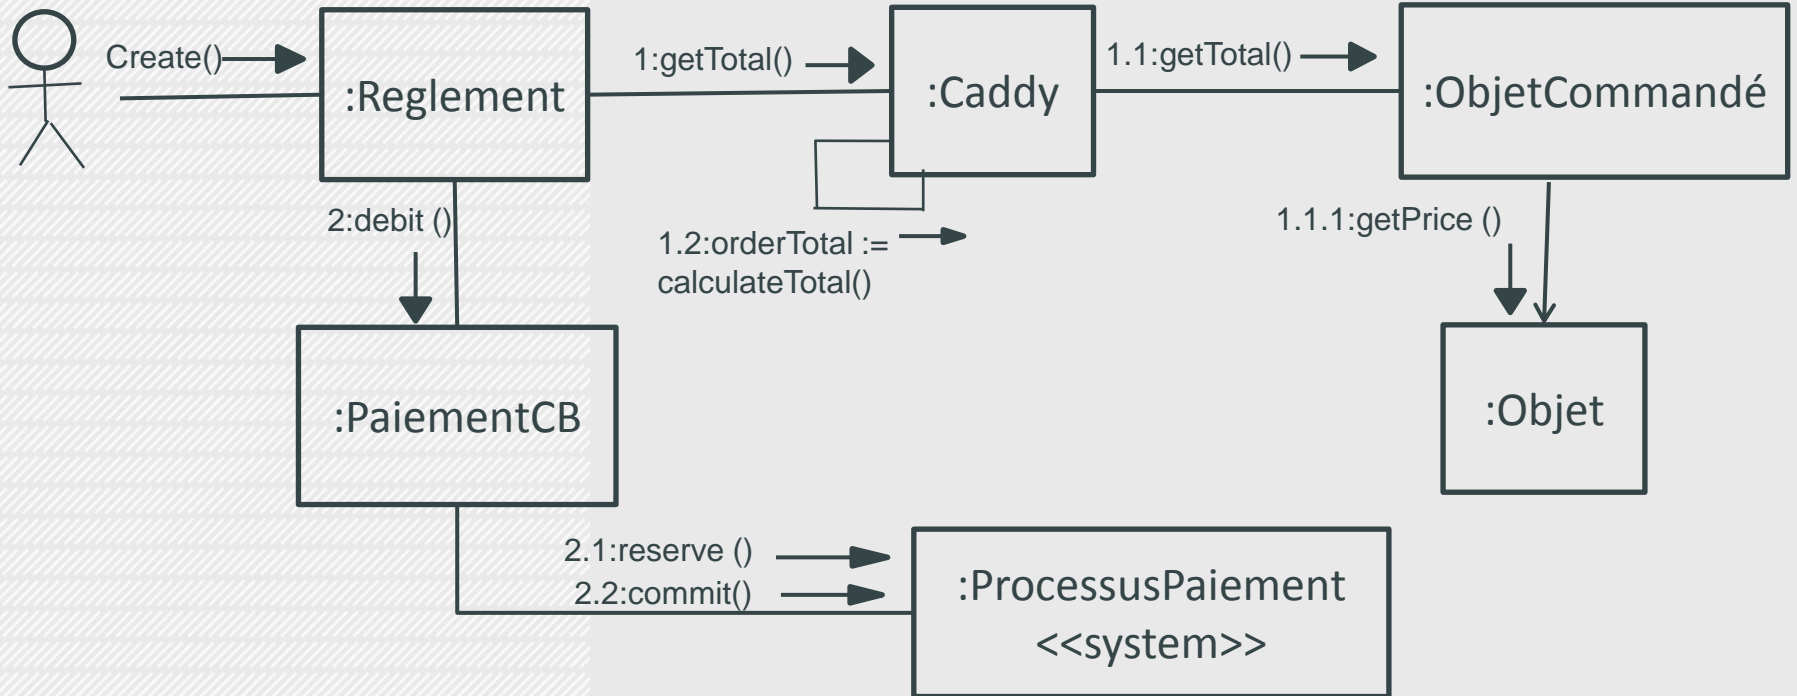 Create()
:Reglement
1:getTotal()
:Caddy
1.1:getTotal()
:ObjetCommandé
2:debit ()
1.2:orderTotal :=
calculateTotal()
1.1.1:getPrice ()
:PaiementCB
:Objet
2.1:reserve ()
2.2:commit()
:ProcessusPaiement
<<system>>